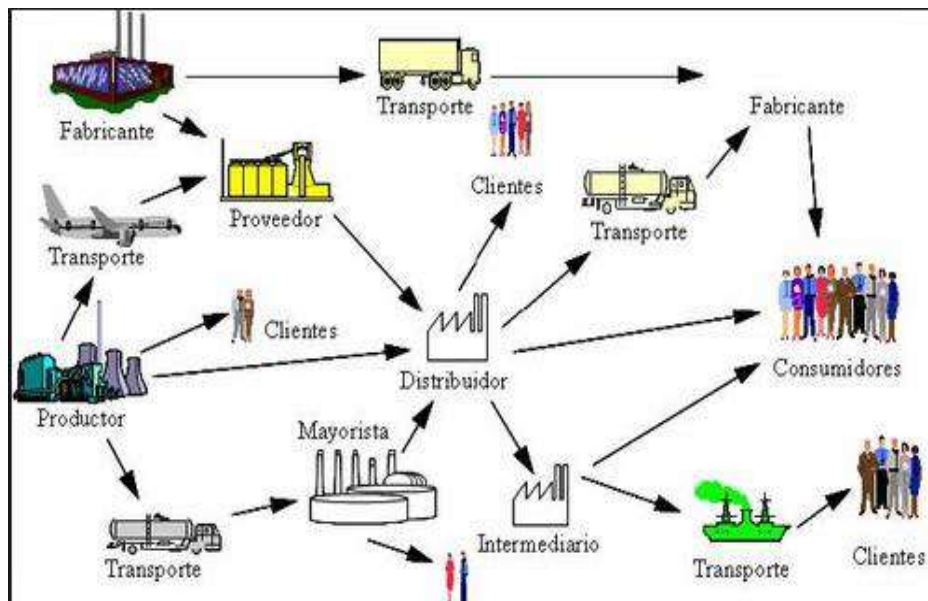 Fabricante
Transporte
Fabricante
Clientes
Proveedor
Transporte
Transporte
Clientes
Distribuidor
Consumidores
Productor
Mayorista
Transporte
Intermediario
Transporte
Clientes